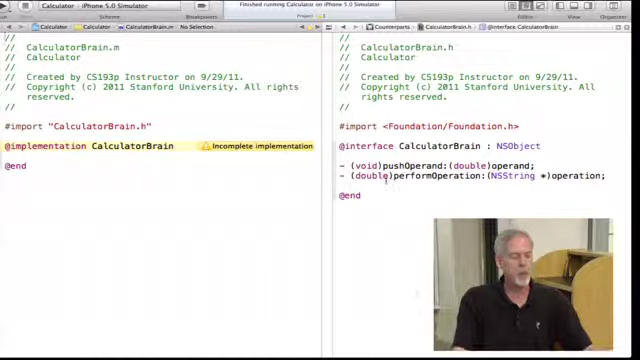 Calculator > iPhone 5.0 Simulator
Finished running Calculator on iPhone 5.0 Simulator
Project
Breakpoints
Editor
View
Organizer
Calculator > Calculator > CalculatorBrain.m > No Selection
Counterparts > CalculatorBrain.h > @interface CalculatorBrain
//
// CalculatorBrain.m
// Calculator
//
// Created by CS193p Instructor on 9/29/11.
// Copyright (c) 2011 Stanford University. All rights
reserved.
//
#import "CalculatorBrain.h"
@implementation CalculatorBrain
Incomplete implementation
@end
//
// CalculatorBrain.h
// Calculator
//
// Created by CS193p Instructor on 9/29/11.
// Copyright (c) 2011 Stanford University. All rights
reserved.
//
#import <Foundation/Foundation.h>
@interface CalculatorBrain : NSObject
- (void)pushOperand:(double)operand;
- (double)performOperation:(NSString *)operation;
@end